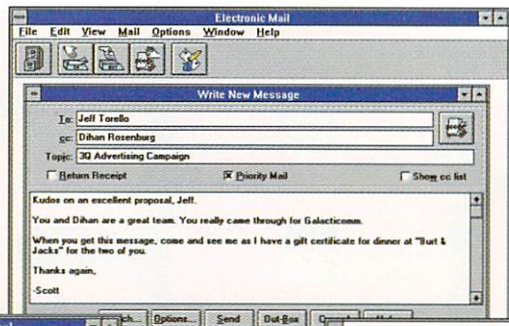 Electronic Mail
File Edit View Mail Options Window Help
Write New Message
To: Jeff Torello
cc: Dihan Rosenburg
Topic: 3Q Advertising Campaign
Return Receipt Priority Mail Show cc list
Kudos on an excellent proposal, Jeff.
You and Dihan are a great team. You really came through for Galacticomm.
When you get this message, come and see me as I have a gift certificate for dinner at "Burt &
Jacks" for the two of you.
Thanks again,
-Scott
Options... Send Out-Box